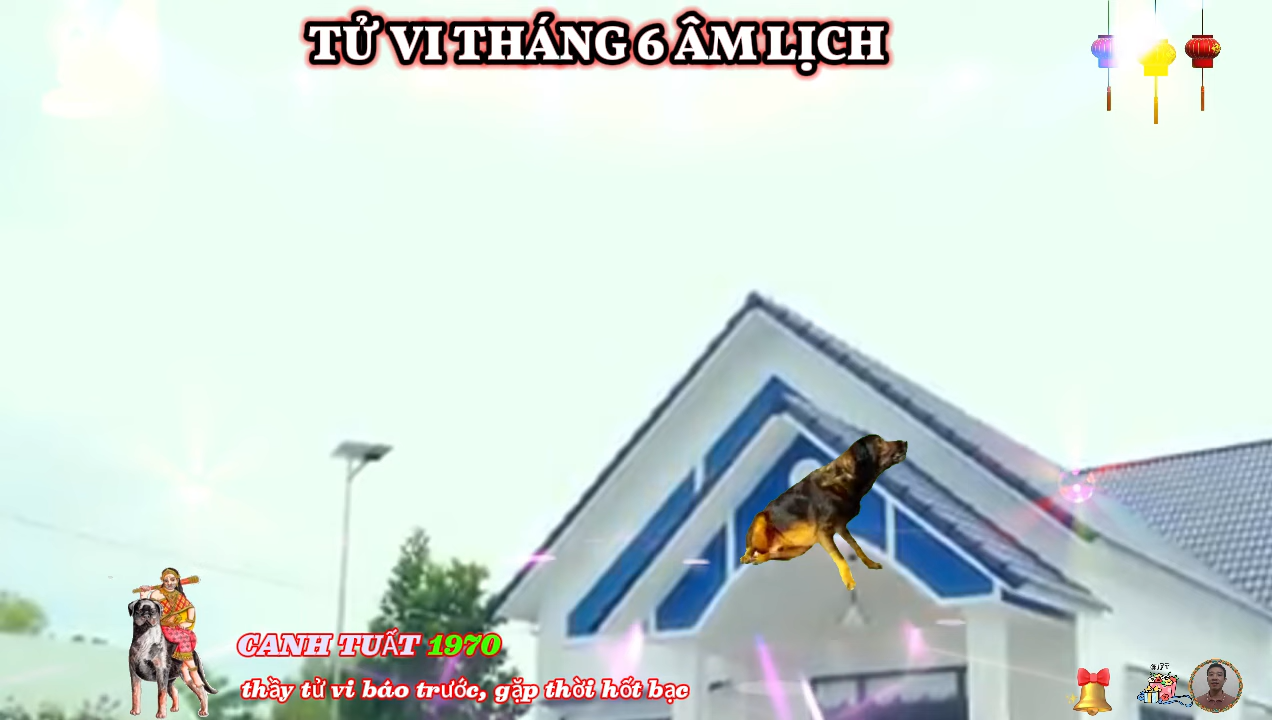 TỬ VI THÁNG 6 ÂM LỊCH
CANH TUẤT 1970
thầy tử vi báo trước, gặp thời hốt bạc